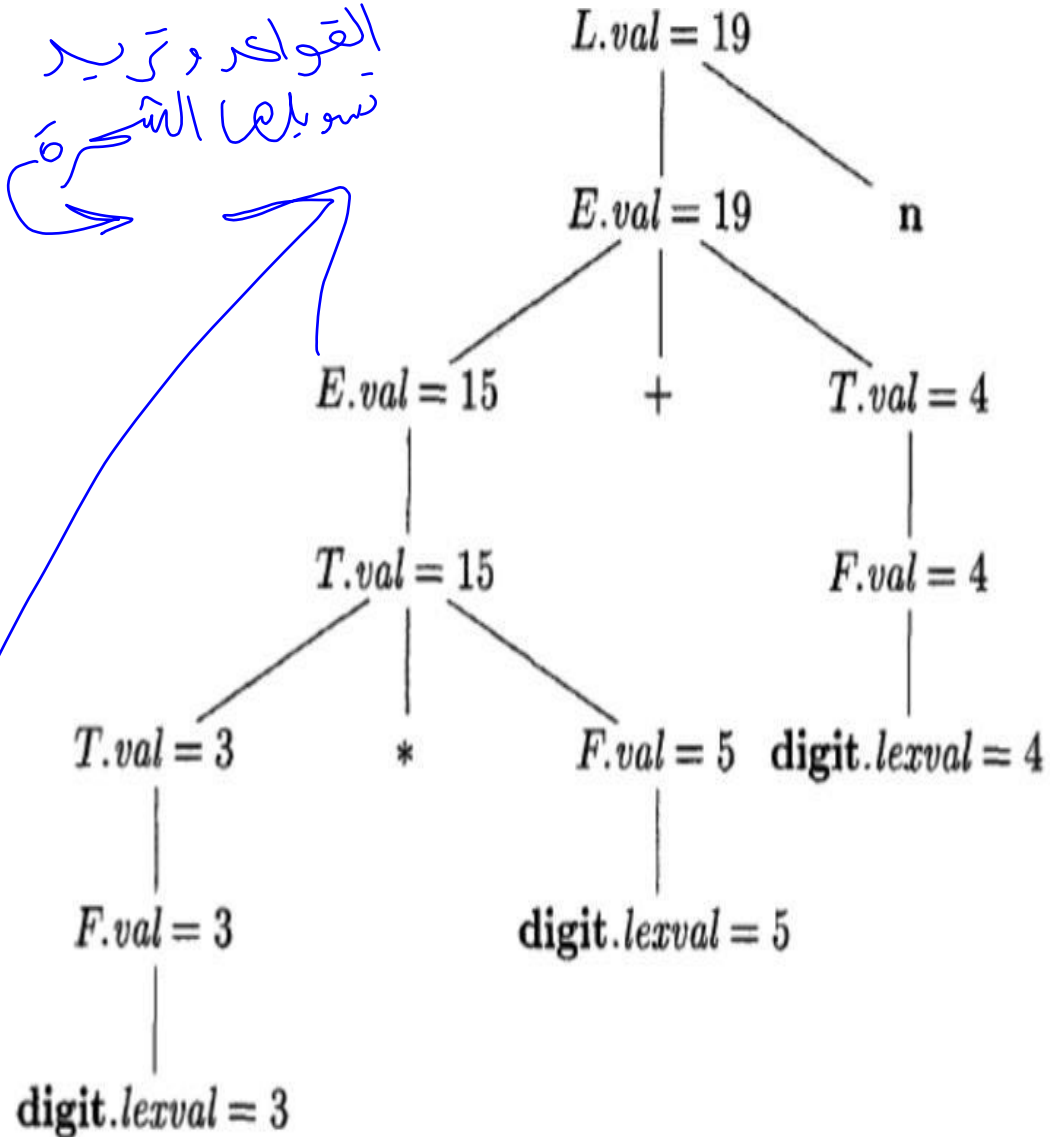 القواعد وتريد
نسويلها الشجرة
L.val = 19
E.val = 19 n
E.val = 15 + T.val = 4
T.val = 15 F.val = 4
T.val = 3 * F.val = 5 digit.lexval = 4
F.val = 3 digit.lexval = 5
digit.lexval = 3